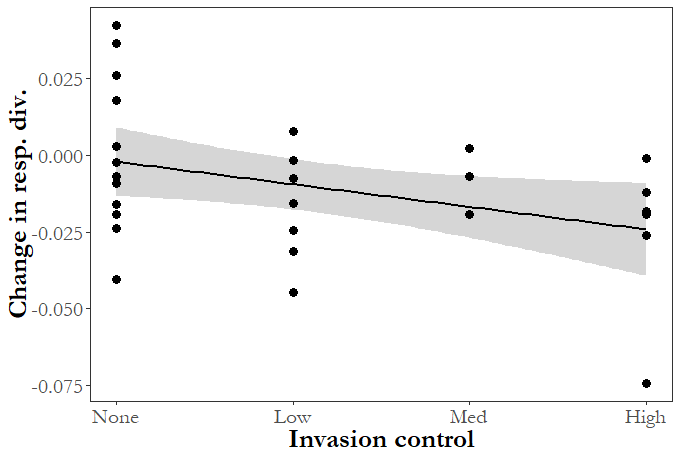 Change in resp. div.
0.025
0.000
-0.025
-0.050
-0.075
None Low Med High
Invasion control